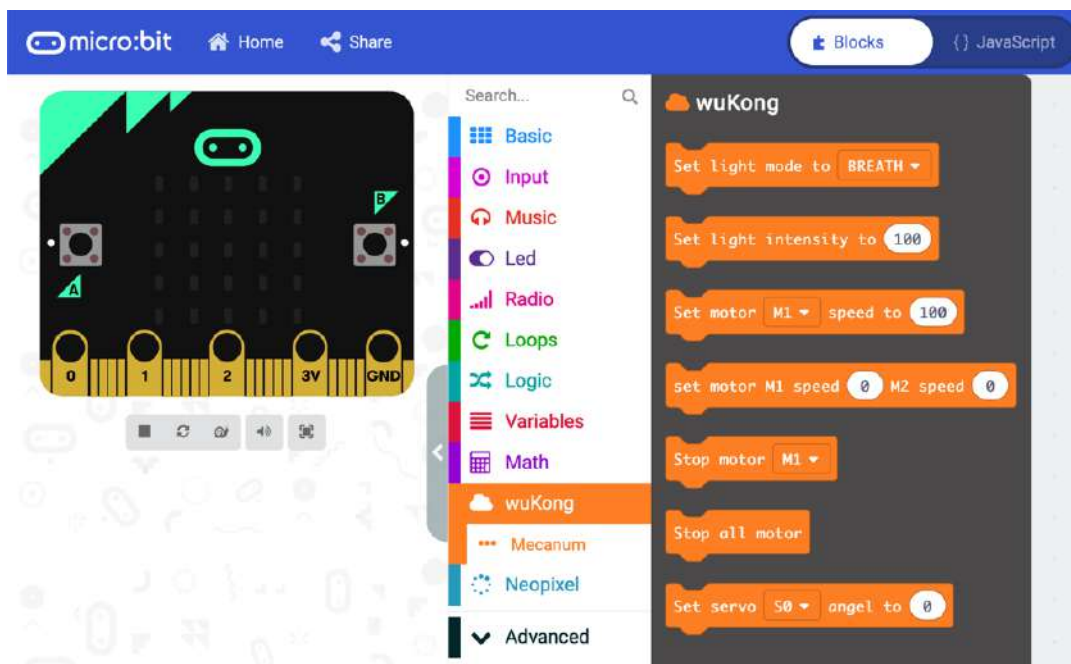 micro:bit Home Share Blocks {} JavaScript
Search...
Basic
Input
Music
Led
Radio
Loops
Logic
Variables
Math
wuKong
Mecanum
Neopixel
Advanced
wuKong
Set light mode to BREATH
Set light intensity to 100
Set motor M1 speed to 100
set motor M1 speed 0 M2 speed 0
Stop motor M1
Stop all motor
Set servo S0 angel to 0
B
A
0 1 2 3V GND